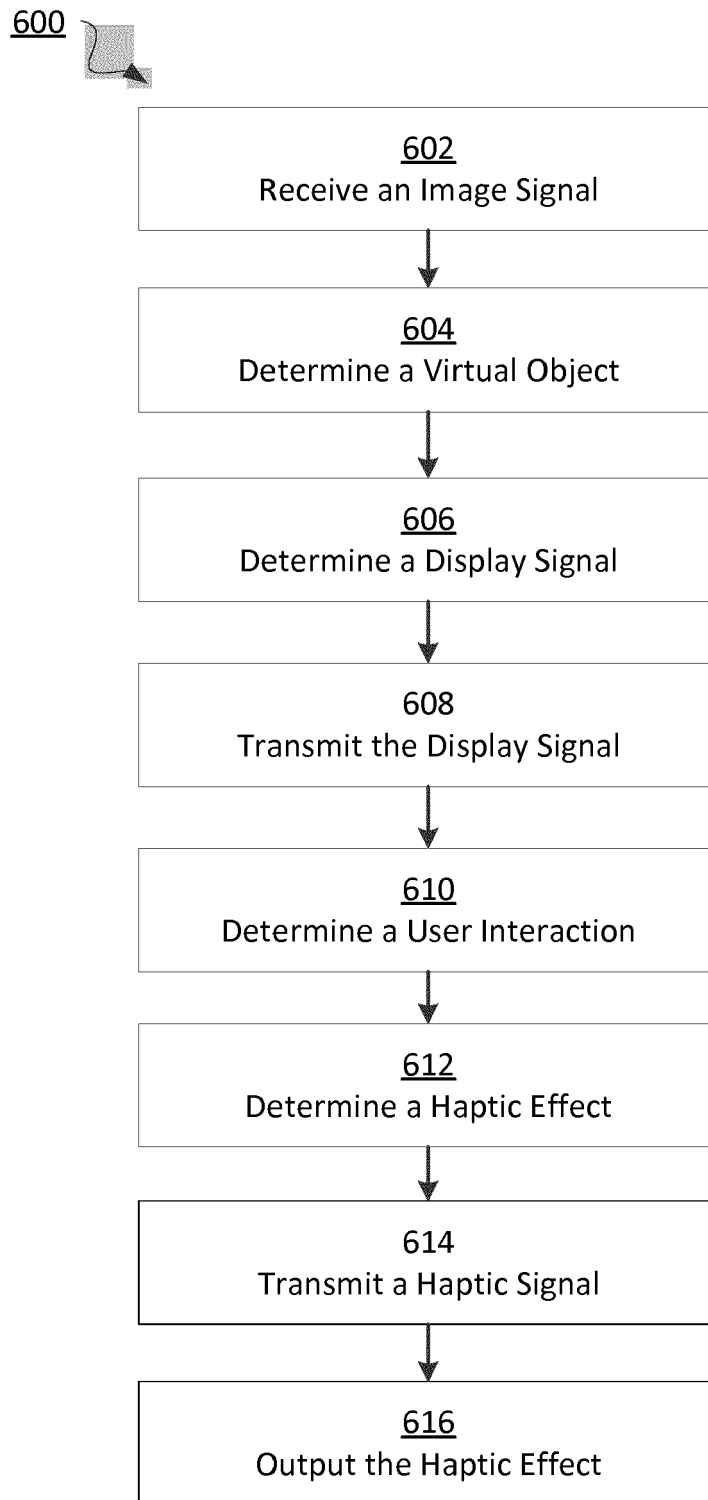 600
602
Receive an Image Signal
604
Determine a Virtual Object
606
Determine a Display Signal
608
Transmit the Display Signal
610
Determine a User Interaction
612
Determine a Haptic Effect
614
Transmit a Haptic Signal
616
Output the Haptic Effect